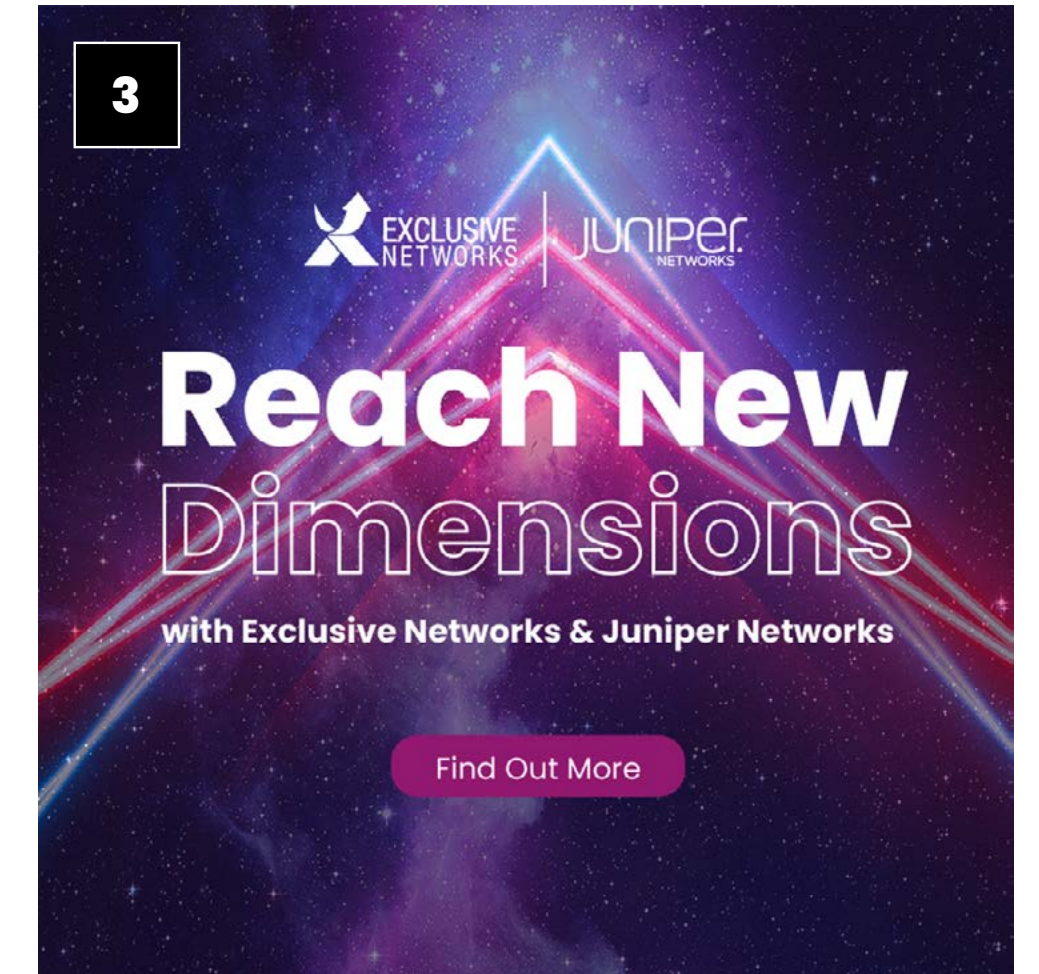 3
EXCLUSIVE
NETWORKS
JUNIPER
NETWORKS
Reach New
Dimensions
with Exclusive Networks & Juniper Networks
Find Out More